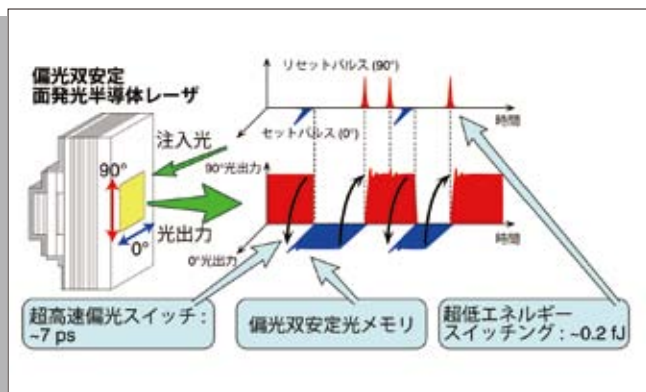 偏光双安定
面発光半導体レーザ
リセットパルス (90°)
時間
セットパルス (0°)
注入光
90°
0°
光出力
90°光出力
時間
0°光出力
超高速偏光スイッチ：
~7 ps
偏光双安定光メモリ
超低エネルギー
スイッチング：~0.2 fJ